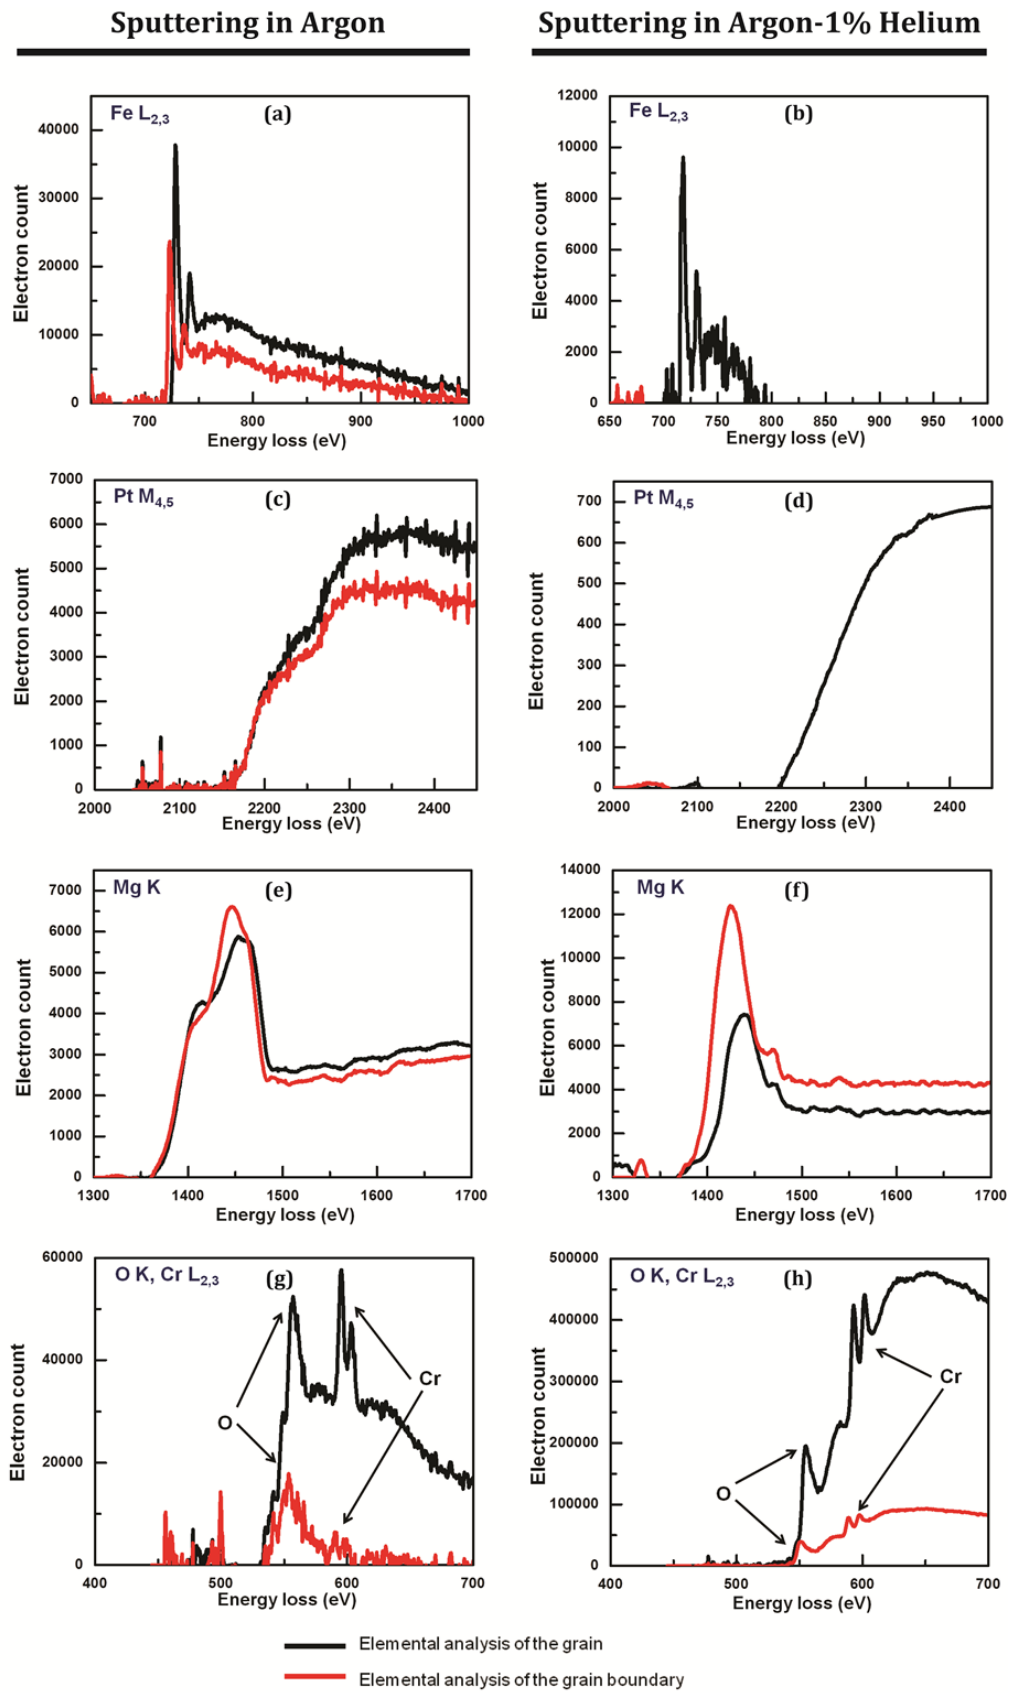 Sputtering in Argon
Sputtering in Argon-1% Helium
Fe L2,3
(a)
40000
30000
20000
10000
0
700
800
900
1000
Electron count
Energy loss (eV)
Fe L2,3
(b)
12000
10000
8000
6000
4000
2000
0
650
700
750
794
850
900
950
1000
Electron count
Energy loss (eV)
Pt M4,5
(c)
7000
6000
5000
4000
3000
2000
1000
0
2000
2100
2200
2300
2400
Electron count
Energy loss (eV)
Pt M4,5
(d)
700
600
500
400
300
200
100
0
2000
2100
2200
2300
2400
Electron count
Energy loss (eV)
Mg K
(e)
7000
6000
5000
4000
3000
2000
1000
0
1300
1400
1500
1600
1700
Electron count
Energy loss (eV)
Mg K
(f)
14000
12000
10000
8000
6000
4000
2000
0
1300
1400
1500
1600
1700
Electron count
Energy loss (eV)
O K, Cr L2,3
(g)
60000
40000
20000
0
400
500
600
700
O
Cr
Electron count
Energy loss (eV)
O K, Cr L2,3
(h)
500000
400000
300000
200000
100000
0
400
500
600
700
O
Cr
Electron count
Energy loss (eV)
Elemental analysis of the grain
Elemental analysis of the grain boundary